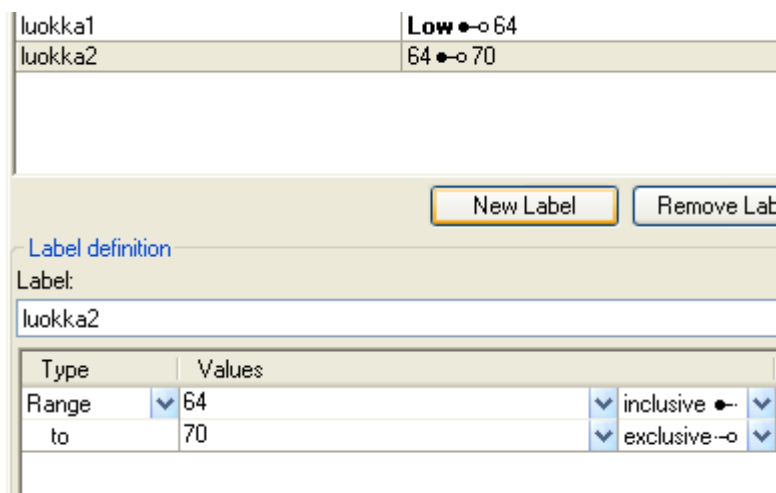 luokka1 Low 64
luokka2 64 70
New Label Remove Lab
Label definition
Label:
luokka2
Type Values
Range 64 inclusive
to 70 exclusive